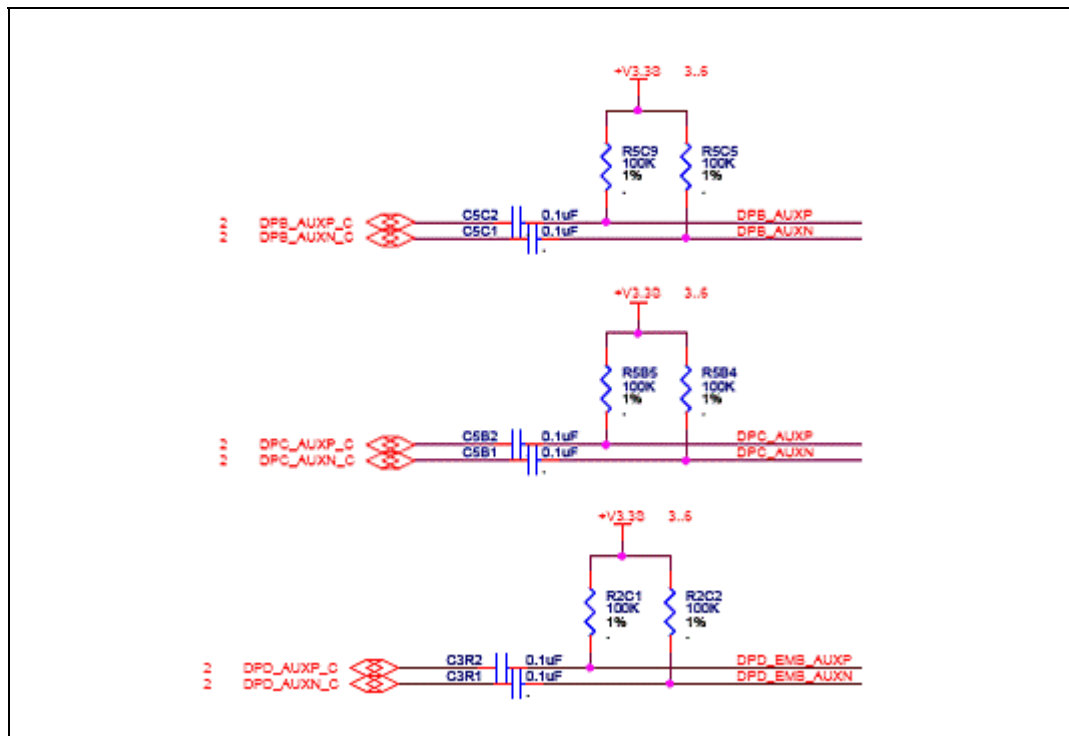 +V3.3B 3..6
R5C9 R5C5
100K 100K
1% 1%
2 DPB_AUXP_C C5C2 0.1uF DPB_AUXP
2 DPB_AUXN_C C5C1 0.1uF DPB_AUXN
+V3.3B 3..6
R5B5 R5B4
100K 100K
1% 1%
2 DPC_AUXP_C C5B2 0.1uF DPC_AUXP
2 DPC_AUXN_C C5B1 0.1uF DPC_AUXN
+V3.3B 3..6
R2C1 R2C2
100K 100K
1% 1%
2 DPD_AUXP_C C3R2 0.1uF DPD_EMB_AUXP
2 DPD_AUXN_C C3R1 0.1uF DPD_EMB_AUXN